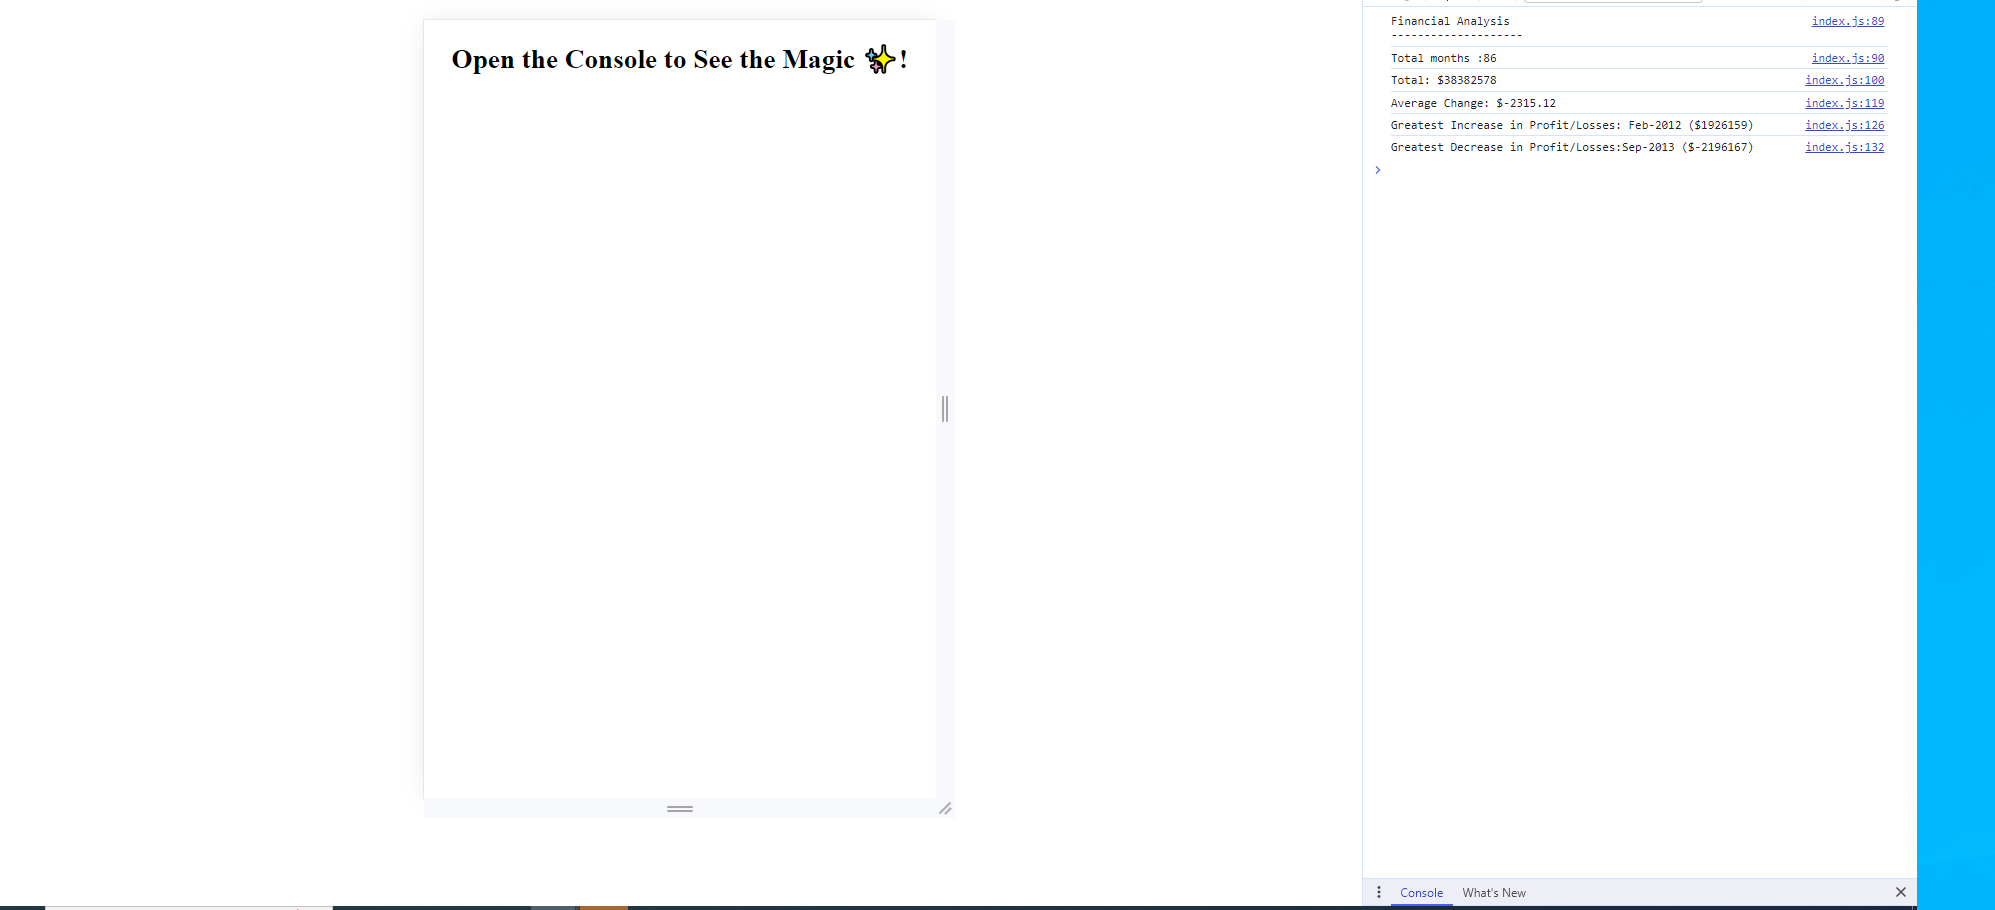 Open the Console to See the Magic ✨!
Financial Analysis index.js:89
--------------------
Total months :86 index.js:90
Total: $38382578 index.js:100
Average Change: $-2315.12 index.js:119
Greatest Increase in Profit/Losses: Feb-2012 ($1926159) index.js:126
Greatest Decrease in Profit/Losses:Sep-2013 ($-2196167) index.js:132
Console What's New